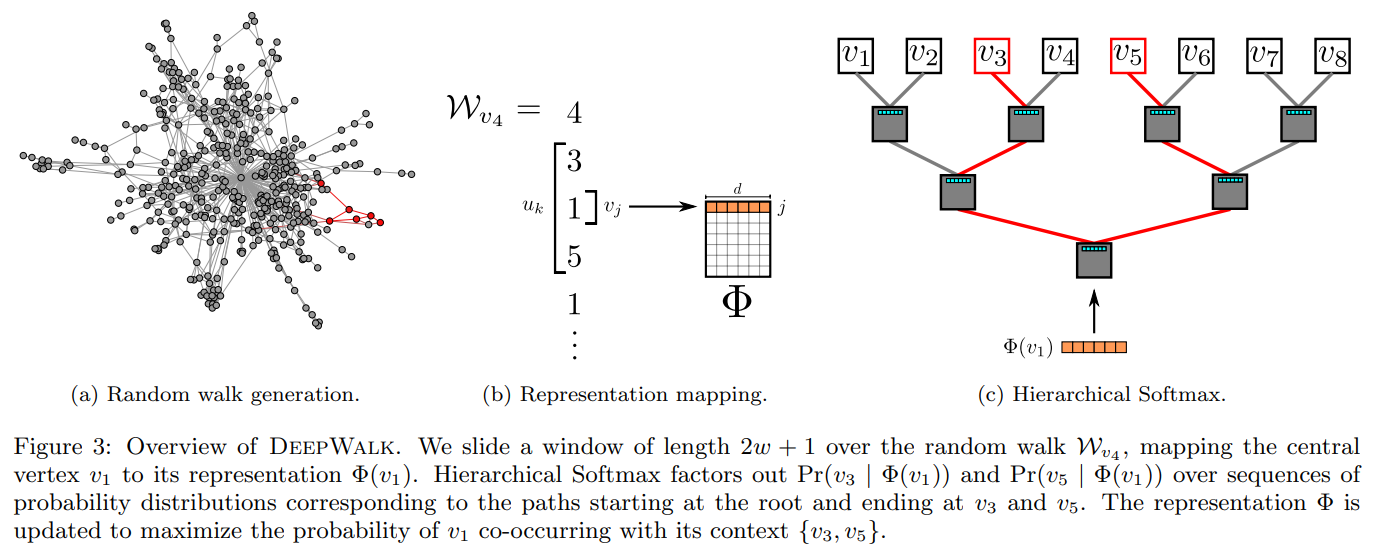 𝒲v₄ = 4
3
uk 1 vj
5
1
⋮
d
j
Φ
v₁ v₂ v₃ v₄ v₅ v₆ v₇ v₈
Φ(v₁)
(a) Random walk generation.
(b) Representation mapping.
(c) Hierarchical Softmax.
Figure 3: Overview of DEEPWALK. We slide a window of length 2w + 1 over the random walk 𝒲v₄, mapping the central
vertex v₁ to its representation Φ(v₁). Hierarchical Softmax factors out Pr(v₃ | Φ(v₁)) and Pr(v₅ | Φ(v₁)) over sequences of
probability distributions corresponding to the paths starting at the root and ending at v₃ and v₅. The representation Φ is
updated to maximize the probability of v₁ co-occurring with its context {v₃, v₅}.